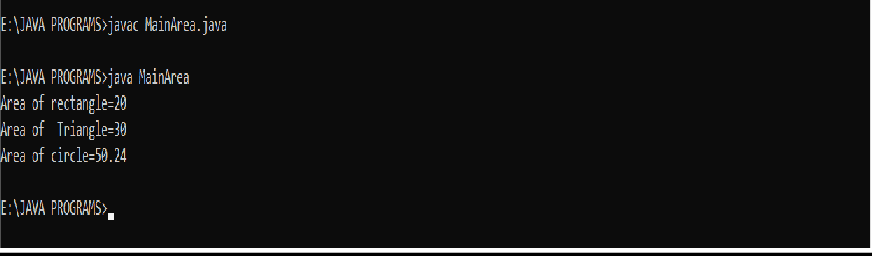 E:\JAVA PROGRAMS>javac MainArea.java
E:\JAVA PROGRAMS>java MainArea
Area of rectangle=20
Area of  Triangle=30
Area of circle=50.24
E:\JAVA PROGRAMS>